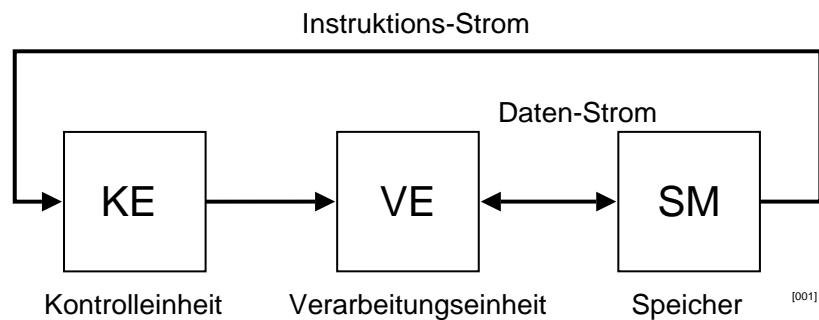 Instruktions-Strom
Daten-Strom
KE VE SM
Kontrolleinheit Verarbeitungseinheit Speicher [001]